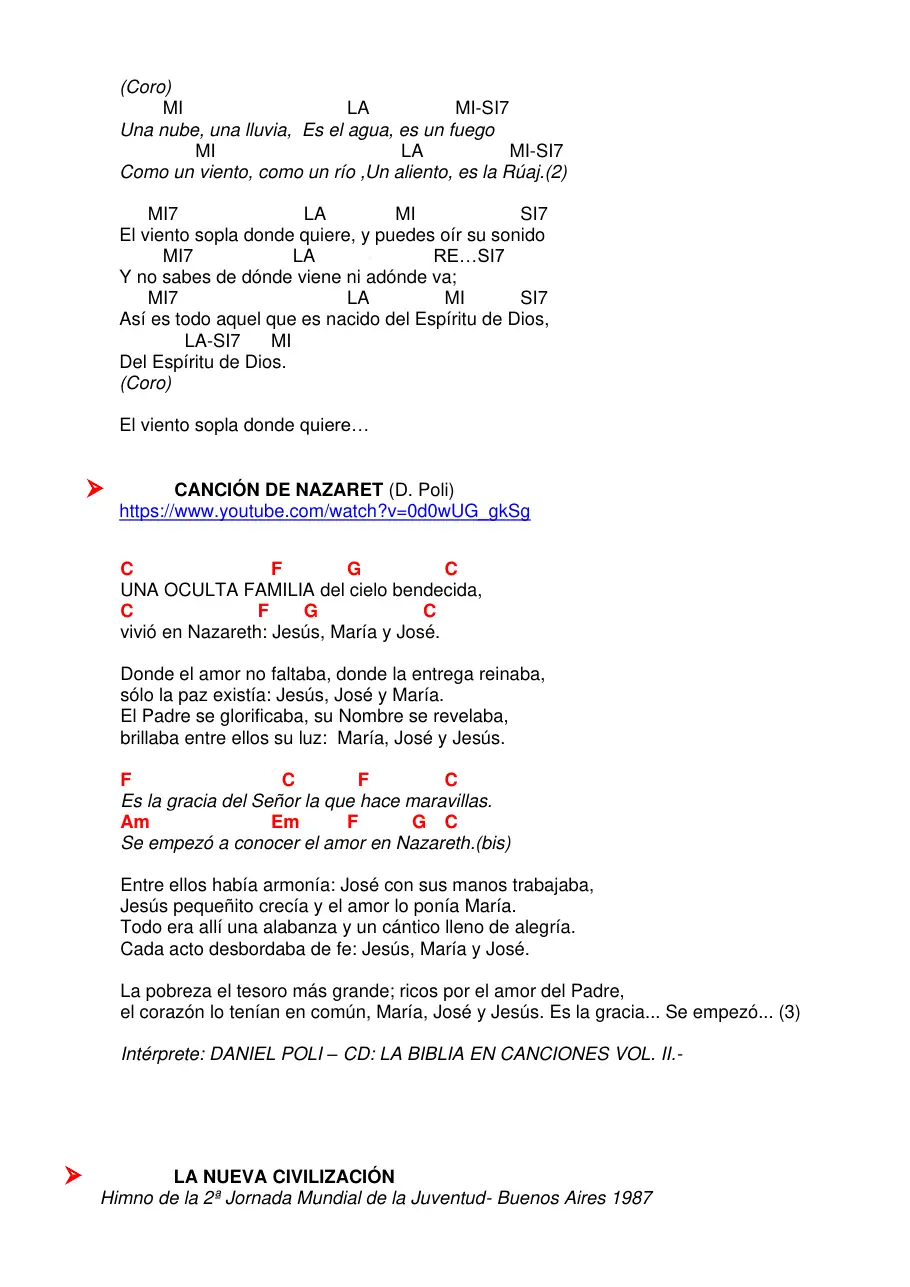 (Coro)
MI LA MI-SI7
Una nube, una lluvia, Es el agua, es un fuego
MI LA MI-SI7
Como un viento, como un río ,Un aliento, es la Rúaj.(2)
MI7 LA MI SI7
El viento sopla donde quiere, y puedes oír su sonido
MI7 LA RE…SI7
Y no sabes de dónde viene ni adónde va;
MI7 LA MI SI7
Así es todo aquel que es nacido del Espíritu de Dios,
LA-SI7 MI
Del Espíritu de Dios.
(Coro)
El viento sopla donde quiere…
CANCIÓN DE NAZARET (D. Poli)
https://www.youtube.com/watch?v=0d0wUG_gkSg
C F G C
UNA OCULTA FAMILIA del cielo bendecida,
C F G C
vivió en Nazareth: Jesús, María y José.
Donde el amor no faltaba, donde la entrega reinaba,
sólo la paz existía: Jesús, José y María.
El Padre se glorificaba, su Nombre se revelaba,
brillaba entre ellos su luz: María, José y Jesús.
F C F C
Es la gracia del Señor la que hace maravillas.
Am Em F G C
Se empezó a conocer el amor en Nazareth.(bis)
Entre ellos había armonía: José con sus manos trabajaba,
Jesús pequeñito crecía y el amor lo ponía María.
Todo era allí una alabanza y un cántico lleno de alegría.
Cada acto desbordaba de fe: Jesús, María y José.
La pobreza el tesoro más grande; ricos por el amor del Padre,
el corazón lo tenían en común, María, José y Jesús. Es la gracia... Se empezó... (3)
Intérprete: DANIEL POLI – CD: LA BIBLIA EN CANCIONES VOL. II.-
LA NUEVA CIVILIZACIÓN
Himno de la 2ª Jornada Mundial de la Juventud- Buenos Aires 1987